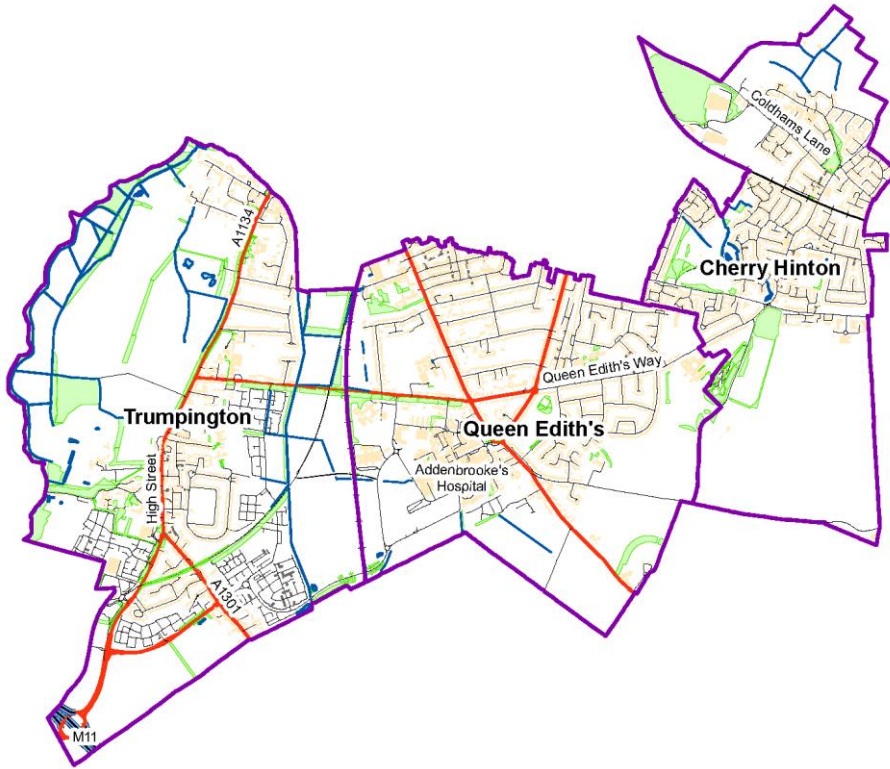 Coldhams Lane
A1134
Cherry Hinton
Queen Edith's Way
Trumpington
Queen Edith's
Addenbrooke's
Hospital
High Street
A1301
M11